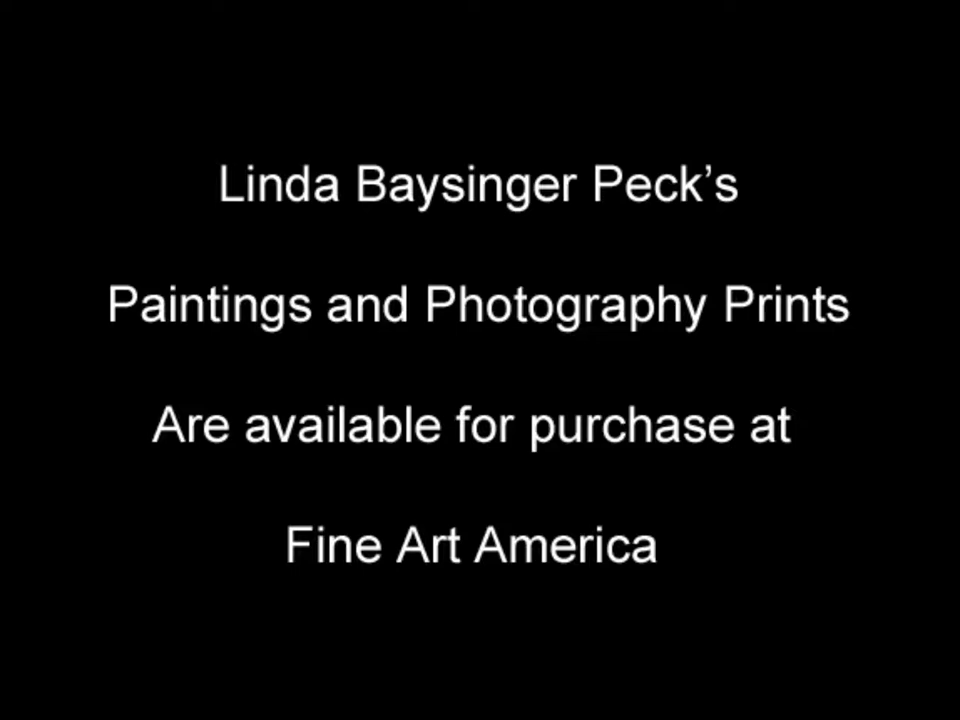 Linda Baysinger Peck’s
Paintings and Photography Prints
Are available for purchase at
Fine Art America